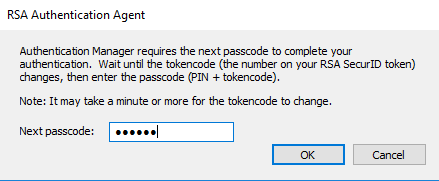 RSA Authentication Agent
Authentication Manager requires the next passcode to complete your
authentication.  Wait until the tokencode (the number on your RSA SecurID token)
changes, then enter the passcode (PIN + tokencode).
Note: It may take a minute or more for the tokencode to change.
Next passcode: ●●●●●●
OK Cancel